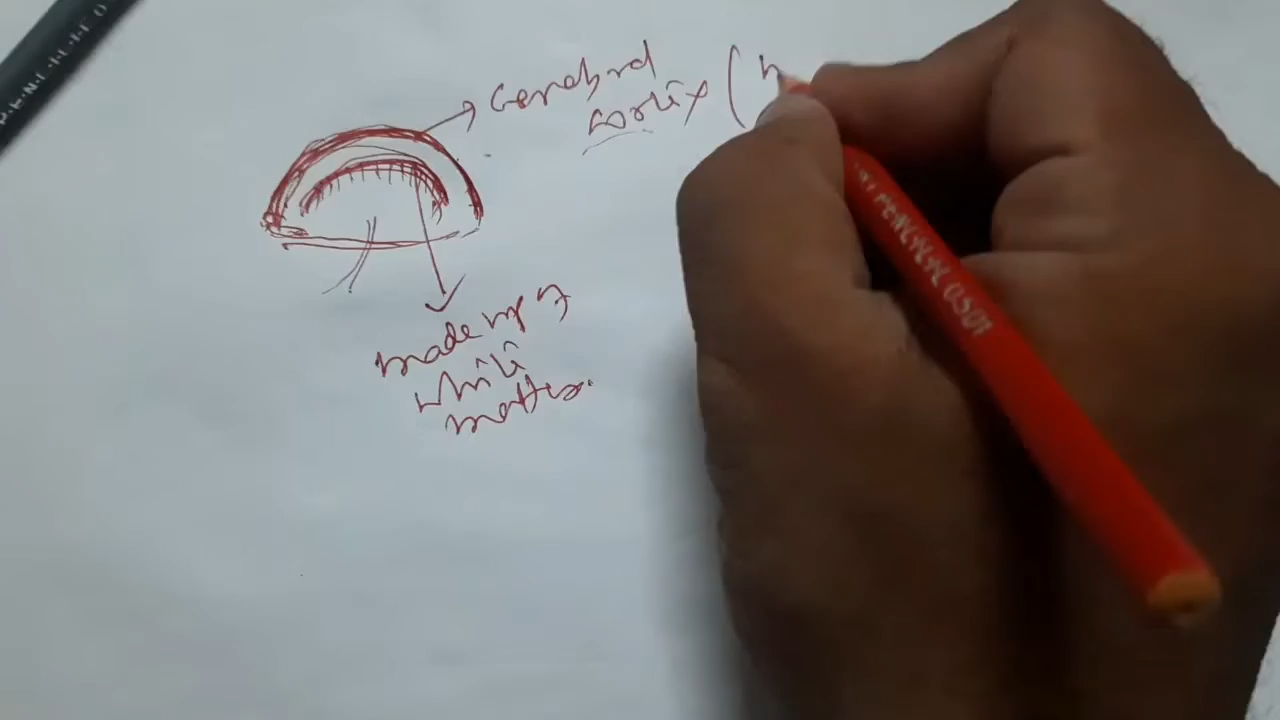 Cerebral
cortex (
made up of
white
matter.